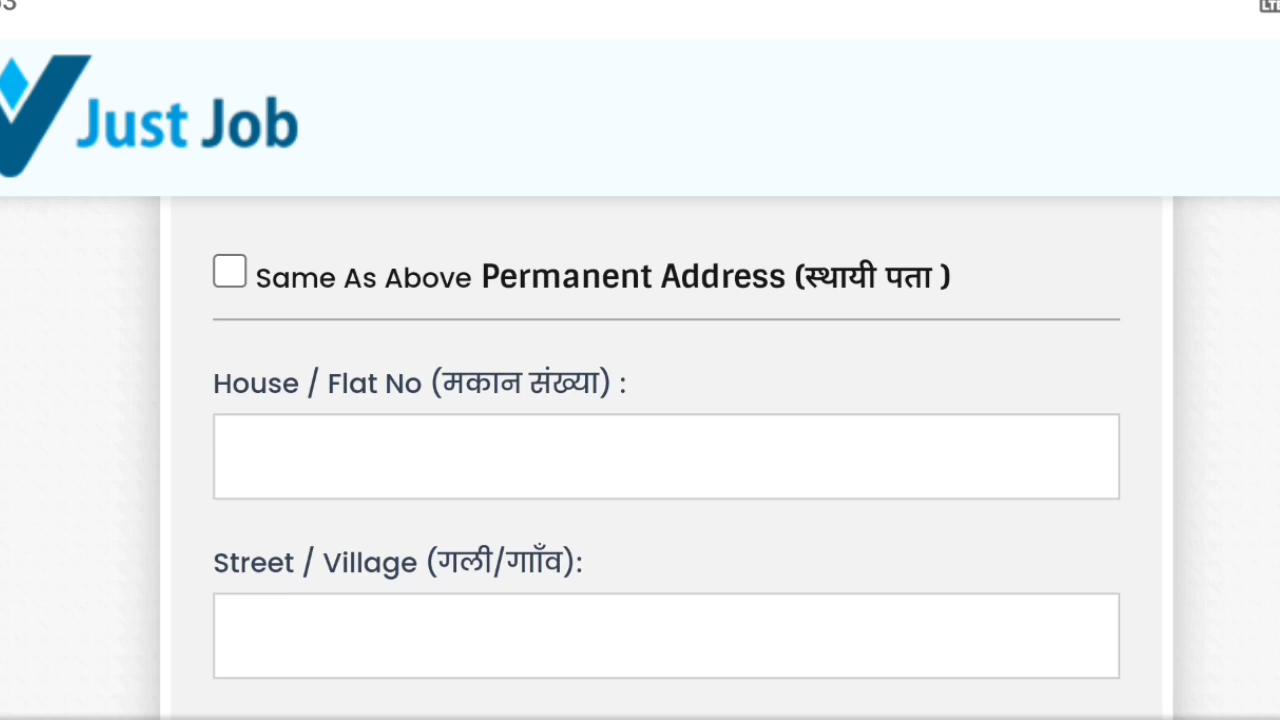 Just Job
Same As Above Permanent Address (स्थायी पता )
House / Flat No (मकान संख्या) :
Street / Village (गली/गााँव):